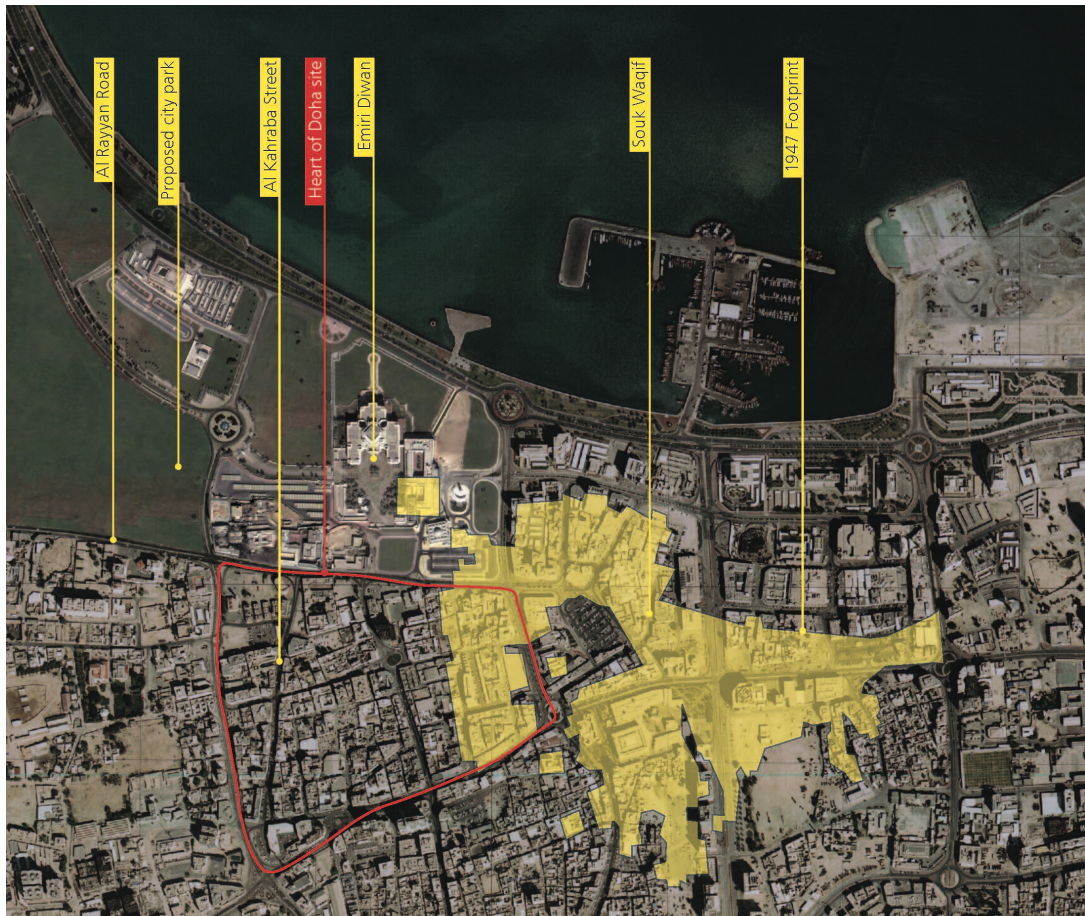 Al Rayyan Road
Proposed city park
Al Kahraba Street
Heart of Doha site
Emiri Diwan
Souk Waqif
1947 Footprint